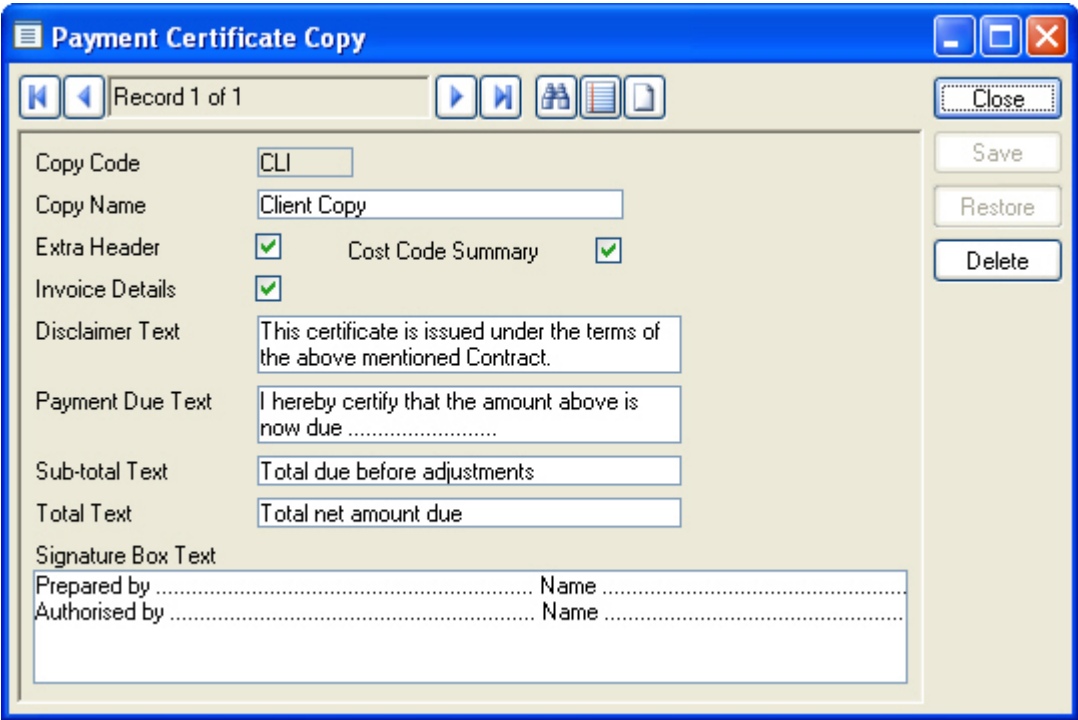 Payment Certificate Copy
Record 1 of 1
Close
Copy Code CLI
Save
Copy Name Client Copy
Restore
Extra Header Cost Code Summary
Delete
Invoice Details
Disclaimer Text This certificate is issued under the terms of
the above mentioned Contract.
Payment Due Text I hereby certify that the amount above is
now due .........................
Sub-total Text Total due before adjustments
Total Text Total net amount due
Signature Box Text
Prepared by ................................................................ Name ....................................................
Authorised by .............................................................. Name ...................................................